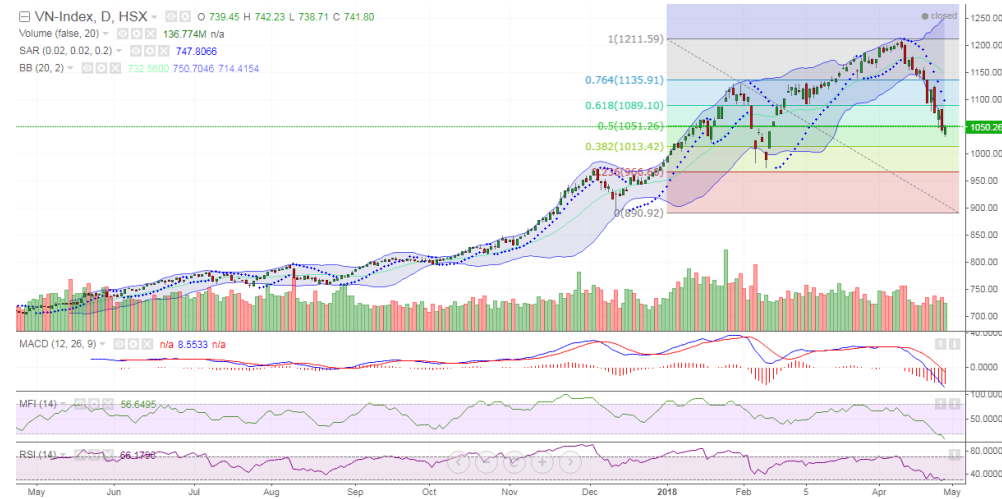 VN-Index, D, HSX O 739.45 H 742.23 L 738.71 C 741.80
Volume (false, 20) 136.774M n/a
SAR (0.02, 0.02, 0.2) 747.8066
BB (20, 2) 732.5600 750.7046 714.4154
closed
1(1211.59)
0.764(1135.91)
0.618(1089.10)
0.5(1051.26)
0.382(1013.42)
0(890.92)
1250.00
1200.00
1150.00
1100.00
1050.26
1000.00
950.00
900.00
850.00
800.00
750.00
700.00
MACD (12, 26, 9) n/a 8.5533 n/a
40.0000
0.0000
MFI (14) 56.6495
100.0000
50.0000
RSI (14)
80.0000
40.0000
May Jun Jul Aug Sep Oct Nov Dec 2018 Feb 5 Apr May